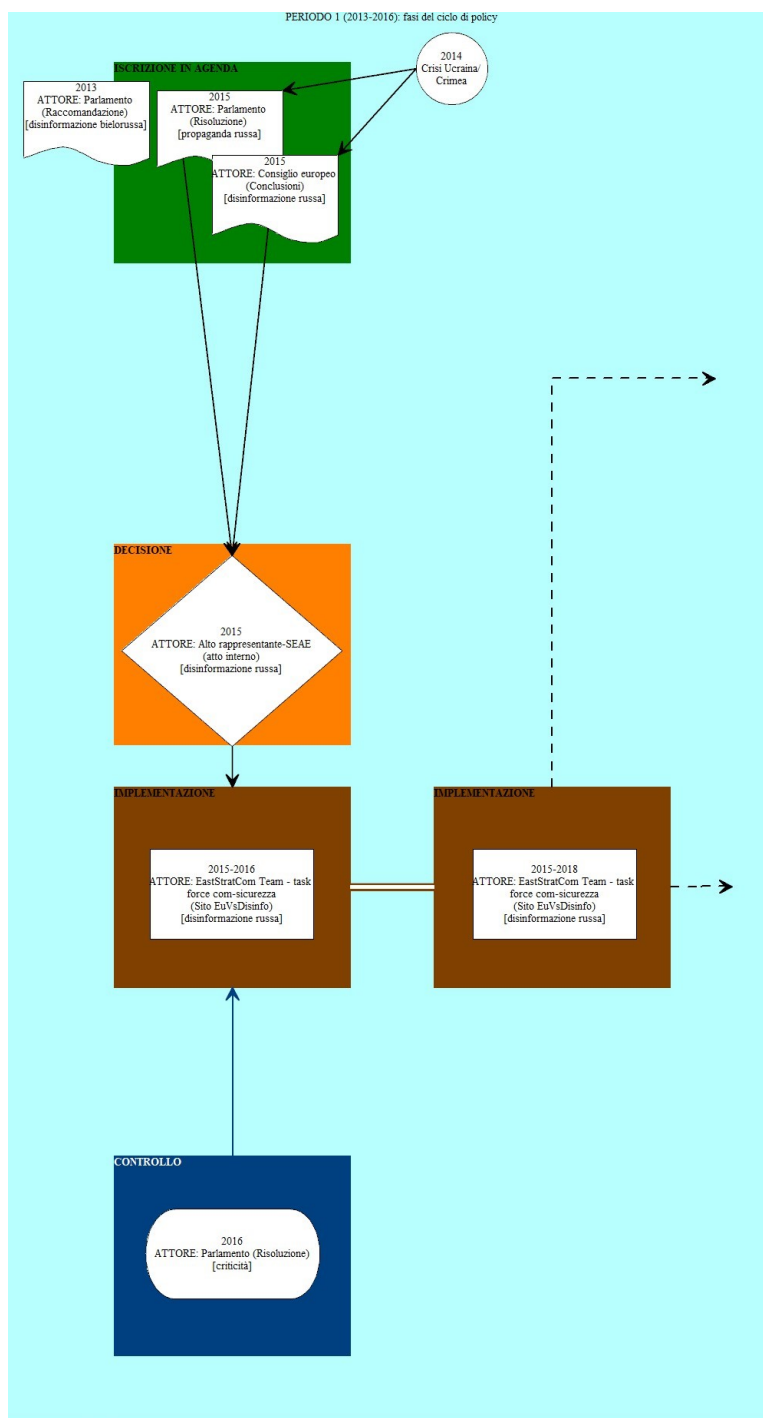 PERIODO 1 (2013-2016): fasi del ciclo di policy
ISCRIZIONE IN AGENDA
2014
Crisi Ucraina/
Crimea
2013
ATTORE: Parlamento
(Raccomandazione)
[disinformazione bielorussa]
2015
ATTORE: Parlamento
(Risoluzione)
[propaganda russa]
2015
ATTORE: Consiglio europeo
(Conclusioni)
[disinformazione russa]
DECISIONE
2015
ATTORE: Alto rappresentante-SEAE
(atto interno)
[disinformazione russa]
IMPLEMENTAZIONE
2015-2016
ATTORE: EastStratCom Team - task
force com-sicurezza
(Sito EuVsDisinfo)
[disinformazione russa]
IMPLEMENTAZIONE
2015-2018
ATTORE: EastStratCom Team - task
force com-sicurezza
(Sito EuVsDisinfo)
[disinformazione russa]
CONTROLLO
2016
ATTORE: Parlamento (Risoluzione)
[criticità]